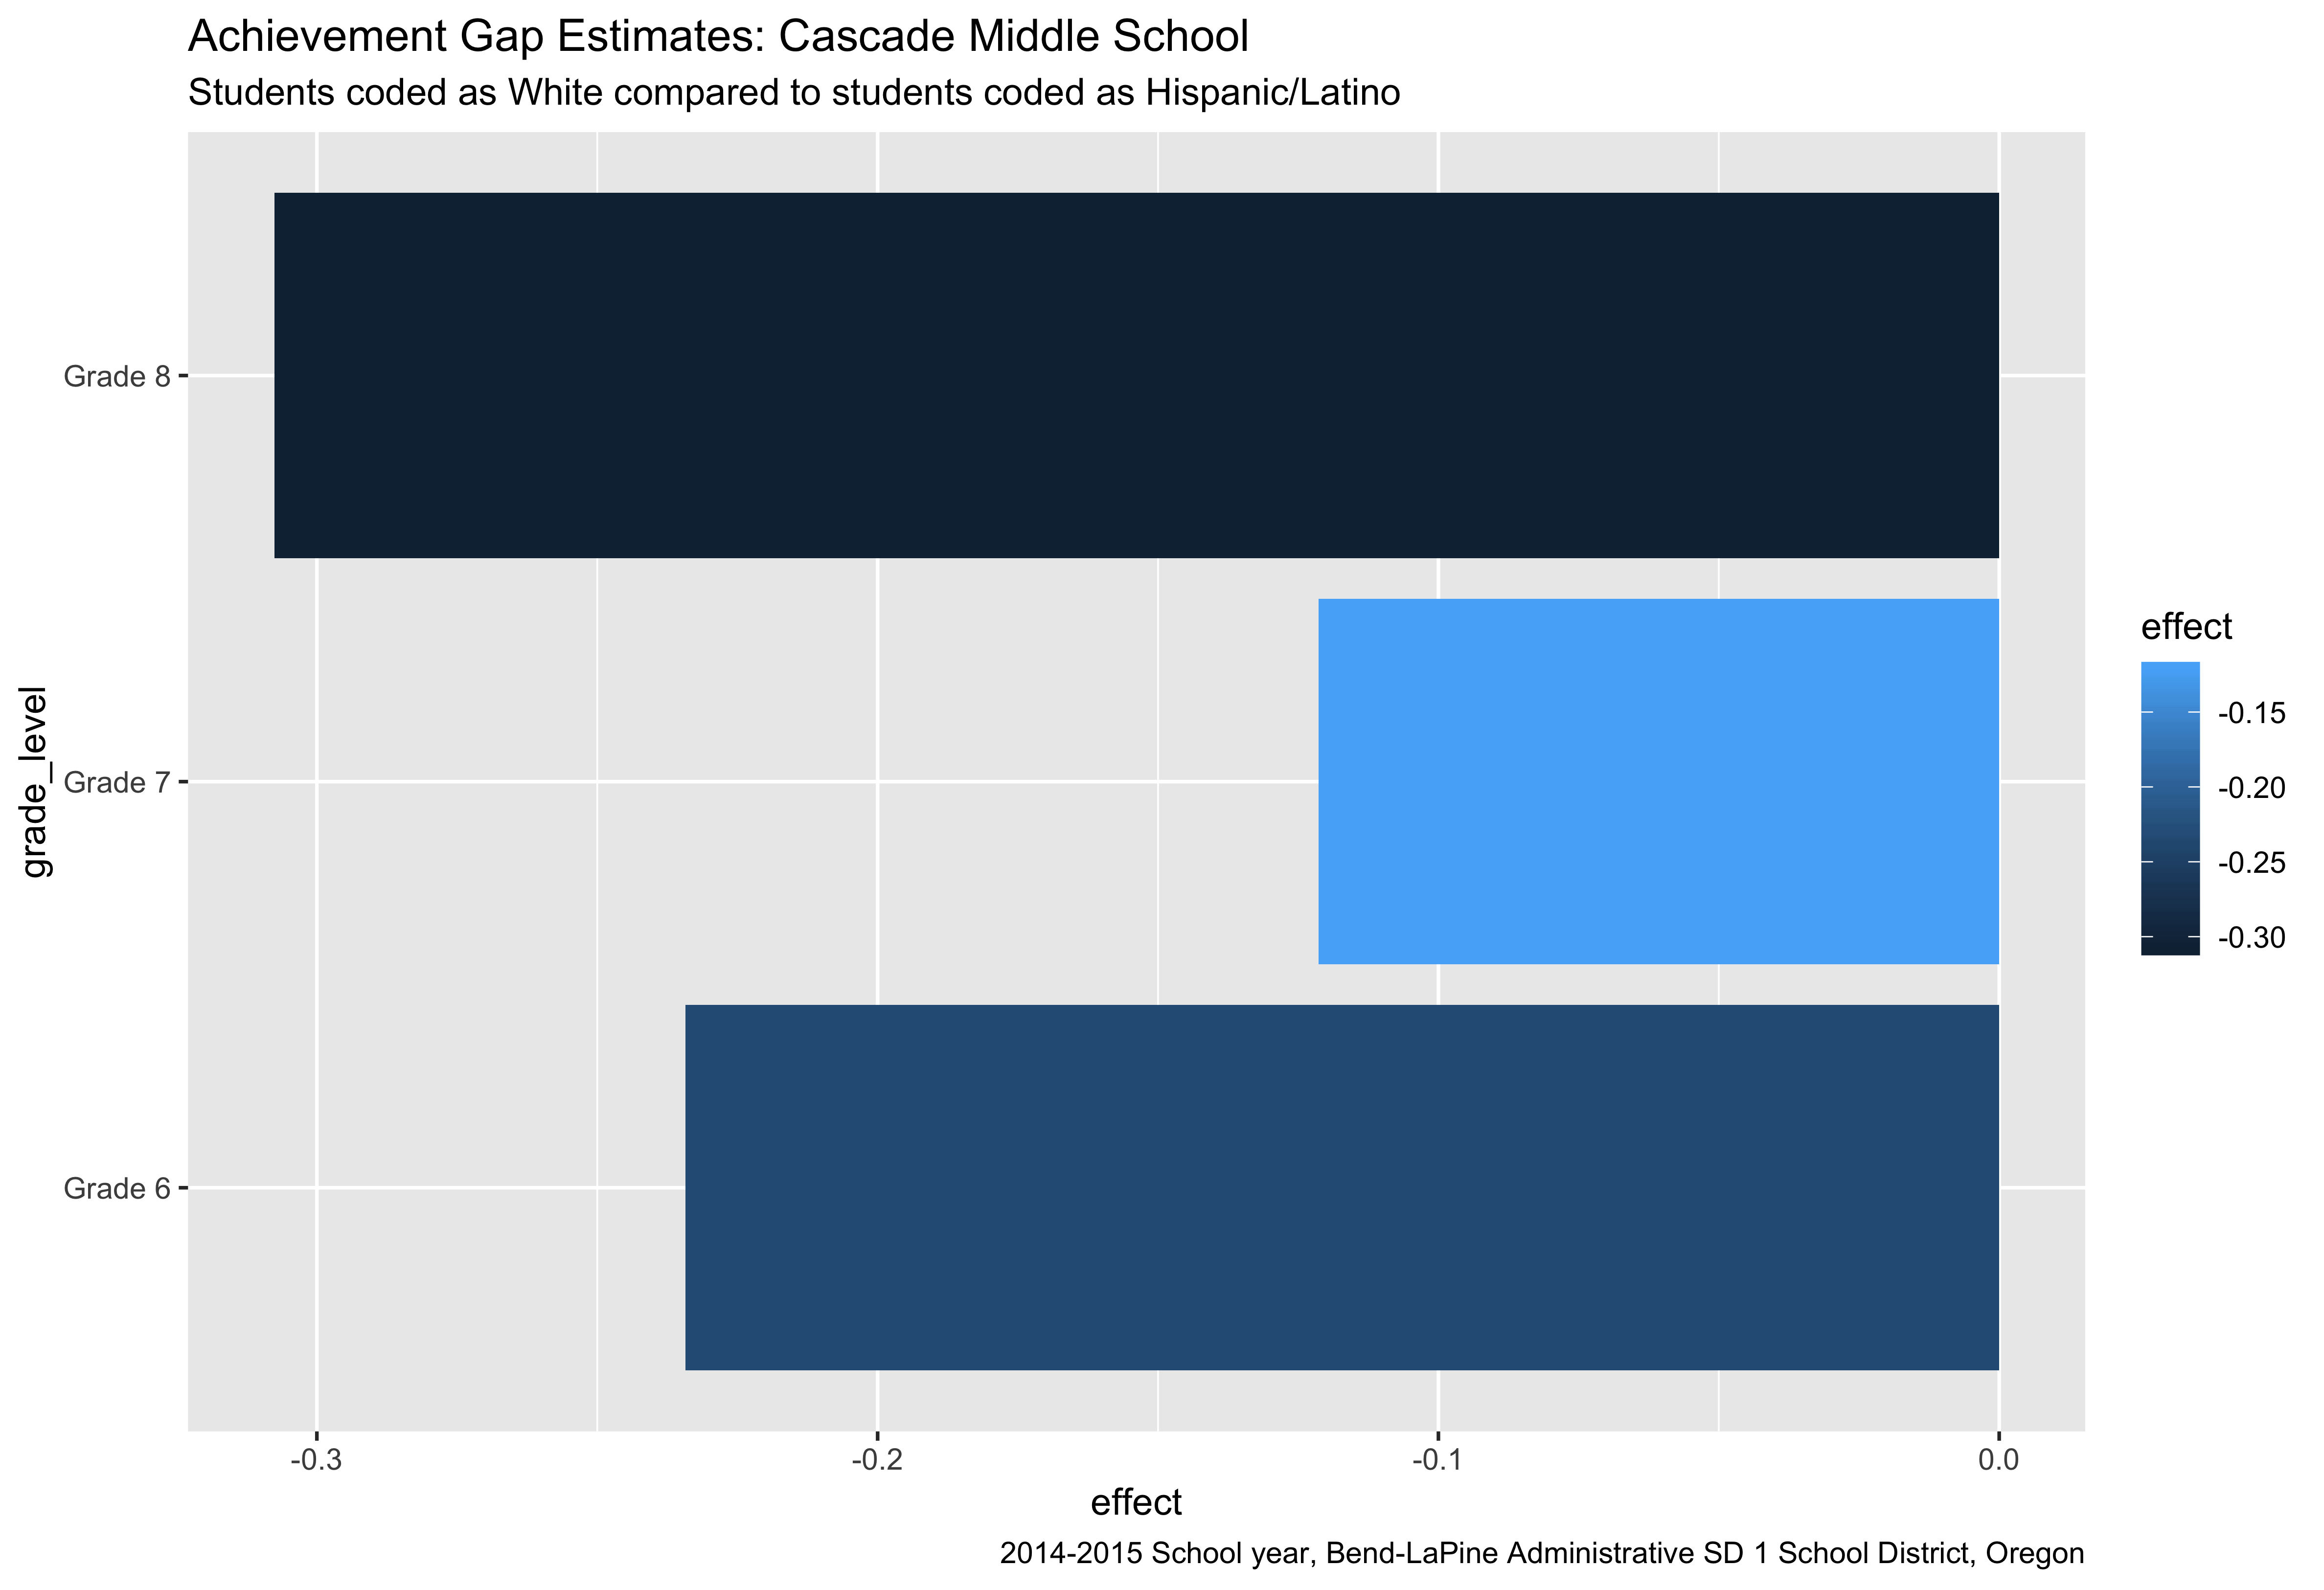 Achievement Gap Estimates: Cascade Middle School
Students coded as White compared to students coded as Hispanic/Latino
grade_level
Grade 8
Grade 7
Grade 6
-0.3
-0.2
-0.1
0.0
effect
effect
-0.15
-0.20
-0.25
-0.30
2014-2015 School year, Bend-LaPine Administrative SD 1 School District, Oregon